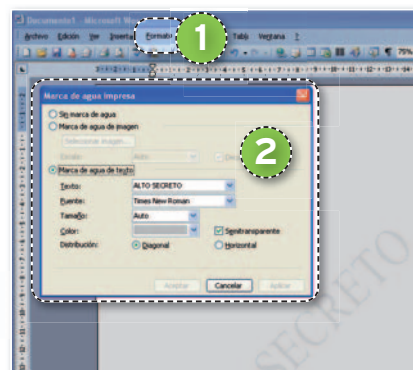 Documento1 - Microsoft
Archivo Edición Ver Insertar Formato Tabla Ventana ?
75%
1
Marca de agua impresa
Sin marca de agua
Marca de agua de imagen
Seleccionar imagen...
Escala: Auto
2
Marca de agua de texto
Texto: ALTO SECRETO
Fuente: Times New Roman
Tamaño: Auto
Color: Semitransparente
Distribución: Diagonal Horizontal
Aceptar Cancelar Aplicar
SECRETO